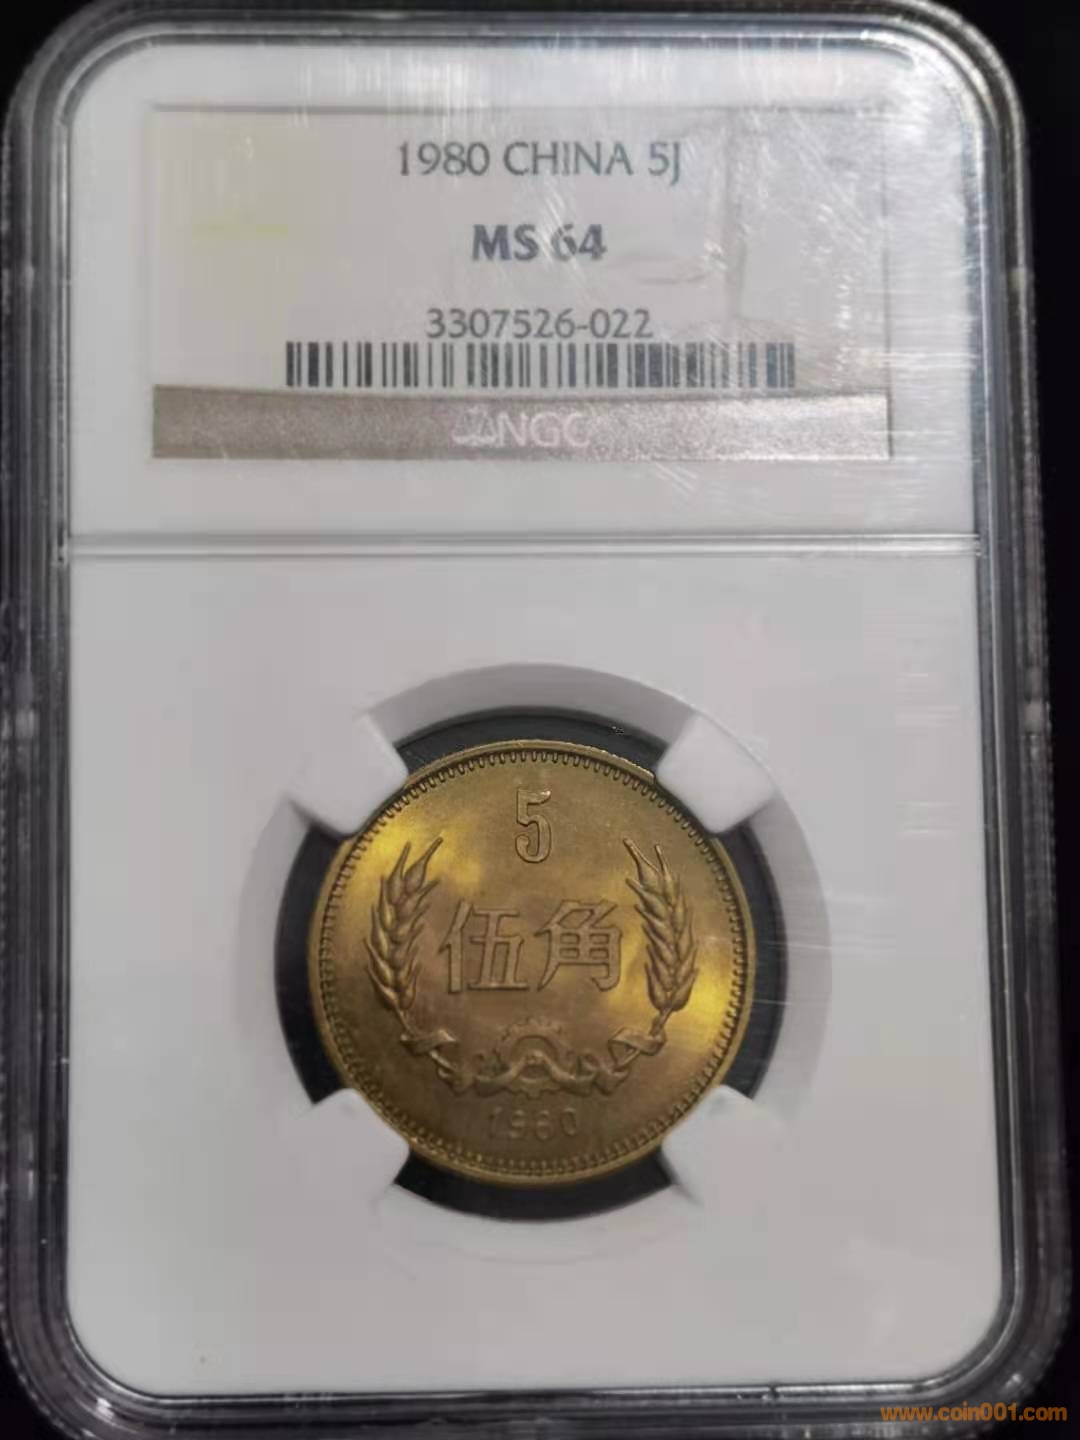 1980 CHINA 5J
MS 64
3307526-022
NGC
5
伍角
1980
www.coin001.com